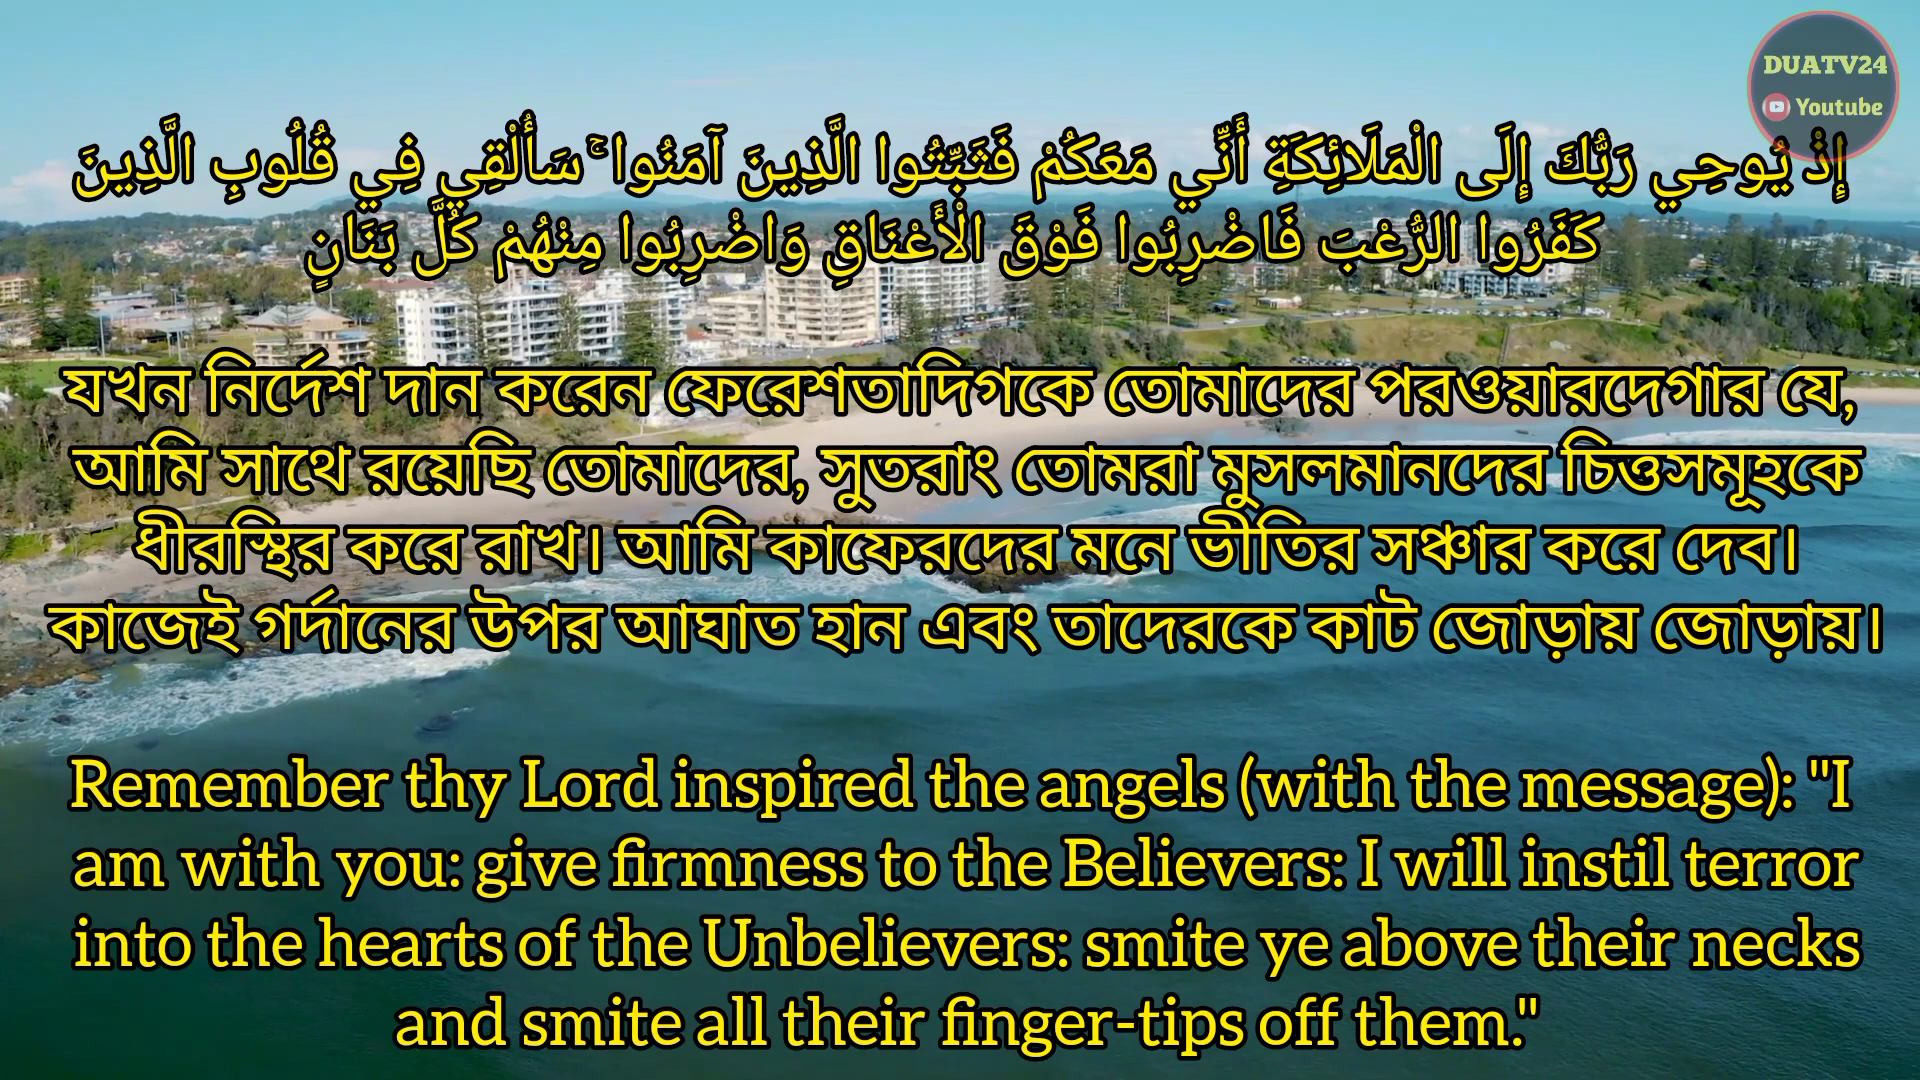 DUATV24
Youtube
إِذْ يُوحِي رَبُّكَ إِلَى الْمَلَائِكَةِ أَنِّي مَعَكُمْ فَثَبِّتُوا الَّذِينَ آمَنُوا ۚ سَأُلْقِي فِي قُلُوبِ الَّذِينَ
كَفَرُوا الرُّعْبَ فَاضْرِبُوا فَوْقَ الْأَعْنَاقِ وَاضْرِبُوا مِنْهُمْ كُلَّ بَنَانٍ
যখন নির্দেশ দান করেন ফেরেশতাদিগকে তোমাদের পরওয়ারদেগার যে,
আমি সাথে রয়েছি তোমাদের, সুতরাং তোমরা মুসলমানদের চিত্তসমূহকে
ধীরস্থির করে রাখ। আমি কাফেরদের মনে ভীতির সঞ্চার করে দেব।
কাজেই গর্দানের উপর আঘাত হান এবং তাদেরকে কাট জোড়ায় জোড়ায়।
Remember thy Lord inspired the angels (with the message): "I
am with you: give firmness to the Believers: I will instil terror
into the hearts of the Unbelievers: smite ye above their necks
and smite all their finger-tips off them."